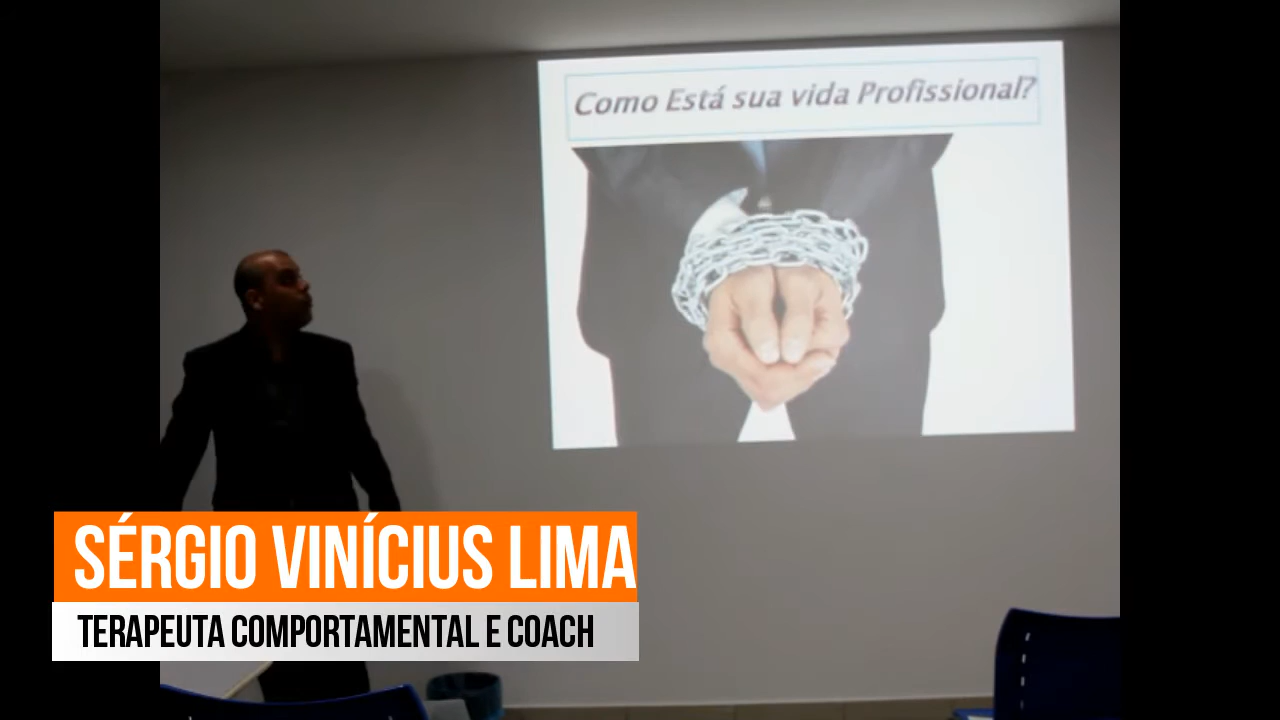 Como Está sua vida Profissional?
SÉRGIO VINÍCIUS LIMA
TERAPEUTA COMPORTAMENTAL E COACH